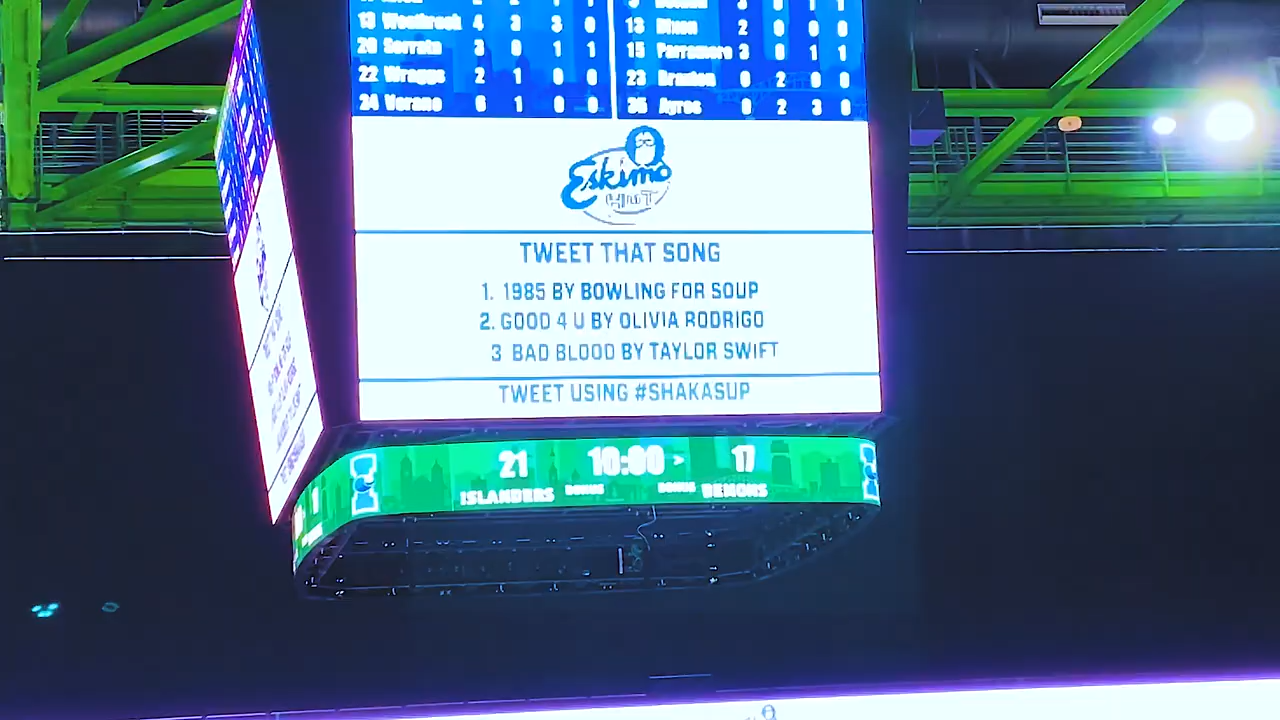 13 Westbrook 4 3 3 0
20 Serrata 3 0 1 1
22 Wraggs 2 1 0 0
24 Verano 6 1 0 0
13 Dixon 2 0 0 0
15 Parramore 3 0 1 1
23 Braxton 0 2 0 0
35 Ayres 0 2 3 0
Eskimo
HUT
TWEET THAT SONG
1. 1985 BY BOWLING FOR SOUP
2. GOOD 4 U BY OLIVIA RODRIGO
3 BAD BLOOD BY TAYLOR SWIFT
TWEET USING #SHAKASUP
21 10:00 > 17
ISLANDERS BONUS BONUS DEMONS